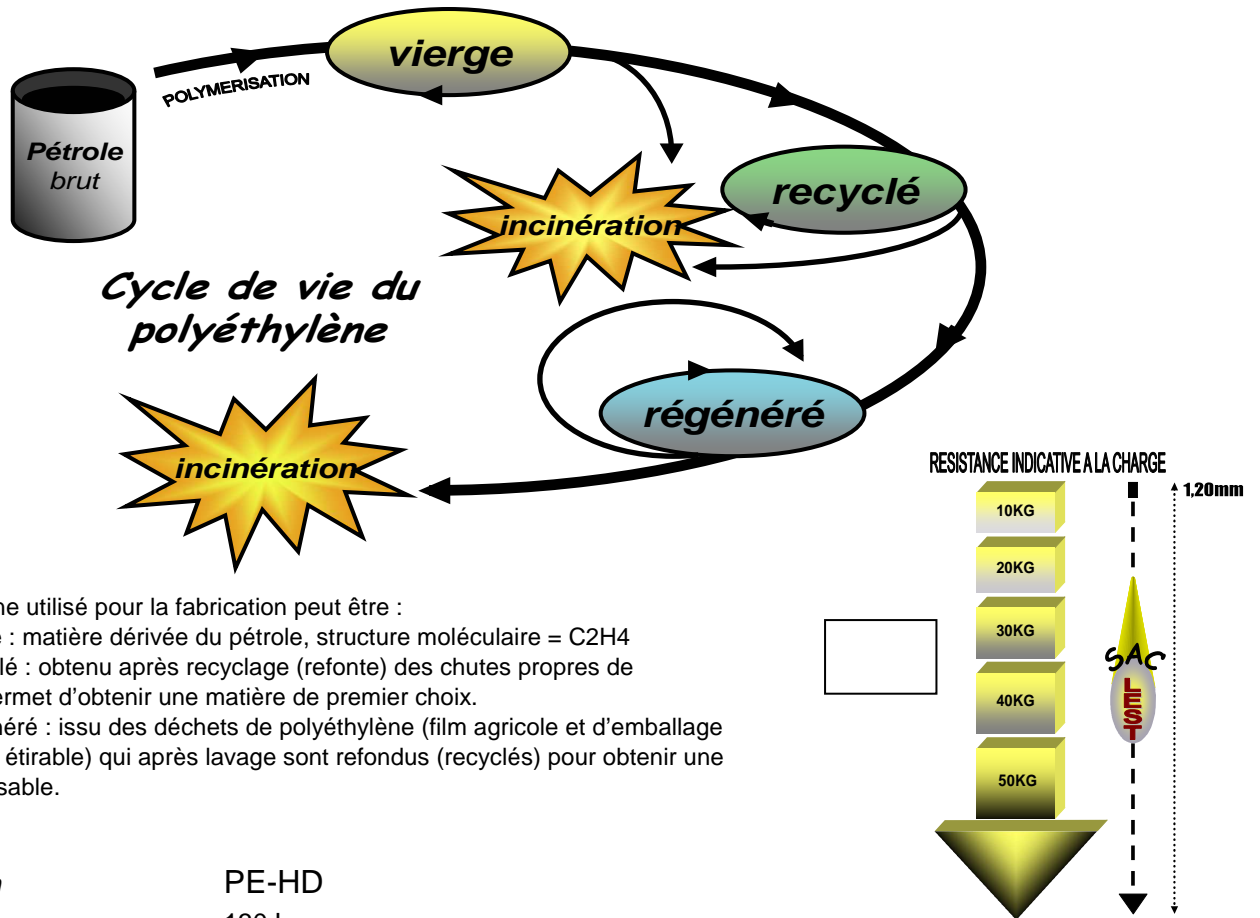 vierge
POLYMERISATION
Pétrole
brut
recyclé
incinération
Cycle de vie du
polyéthylène
régénéré
incinération
RESISTANCE INDICATIVE A LA CHARGE
1,20mm
10KG
20KG
30KG
40KG
50KG
SAC
LEST
ne utilisé pour la fabrication peut être :
: matière dérivée du pétrole, structure moléculaire = C2H4
lé : obtenu après recyclage (refonte) des chutes propres de
ermet d'obtenir une matière de premier choix.
néré : issu des déchets de polyéthylène (film agricole et d'emballage
étirable) qui après lavage sont refondus (recyclés) pour obtenir une
sable.
PE-HD